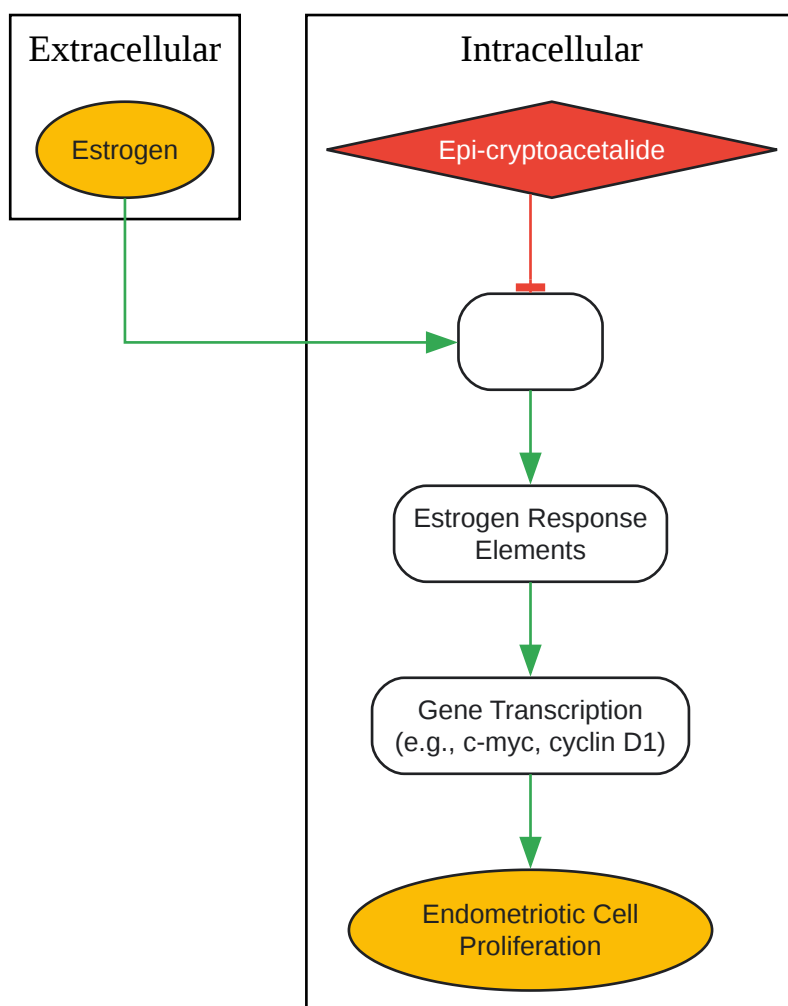 Extracellular
Intracellular
Estrogen
Epi-cryptoacetalide
Estrogen Response
Elements
Gene Transcription
(e.g., c-myc, cyclin D1)
Endometriotic Cell
Proliferation